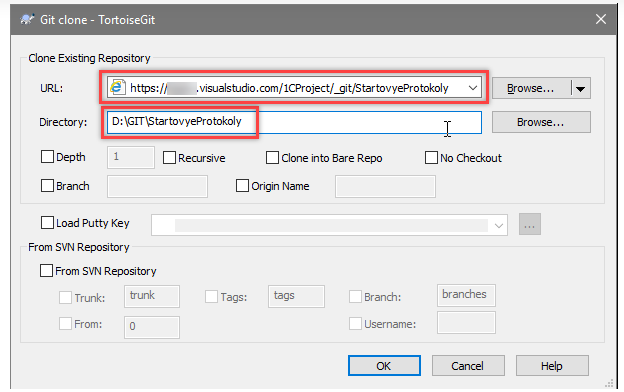 Git clone - TortoiseGit
Clone Existing Repository
URL: https:// .visualstudio.com/1CProject/_git/StartovyeProtokoly Browse...
Directory: D:\GIT\StartovyeProtokoly Browse...
Depth 1 Recursive Clone into Bare Repo No Checkout
Branch Origin Name
Load Putty Key ...
From SVN Repository
From SVN Repository
Trunk: trunk Tags: tags Branch: branches
From: 0 Username:
OK Cancel Help